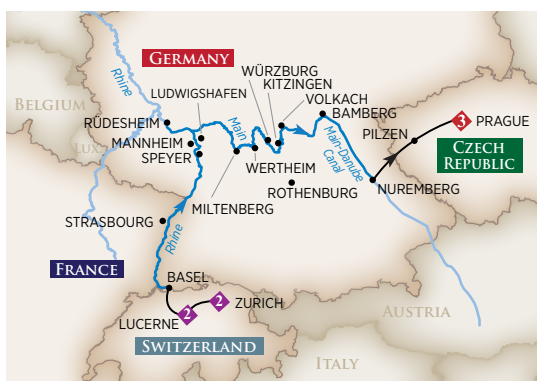 GERMANY
Rhine
BELGIUM
LUX.
LUDWIGSHAFEN
WÜRZBURG
KITZINGEN
VOLKACH
BAMBERG
RÜDESHEIM
MANNHEIM
SPEYER
Main
WERTHEIM
MILTENBERG
ROTHENBURG
Main-Danube
Canal
NUREMBERG
PILZEN
3
PRAGUE
CZECH
REPUBLIC
STRASBOURG
Rhine
FRANCE
BASEL
2
ZURICH
2
LUCERNE
SWITZERLAND
AUSTRIA
ITALY